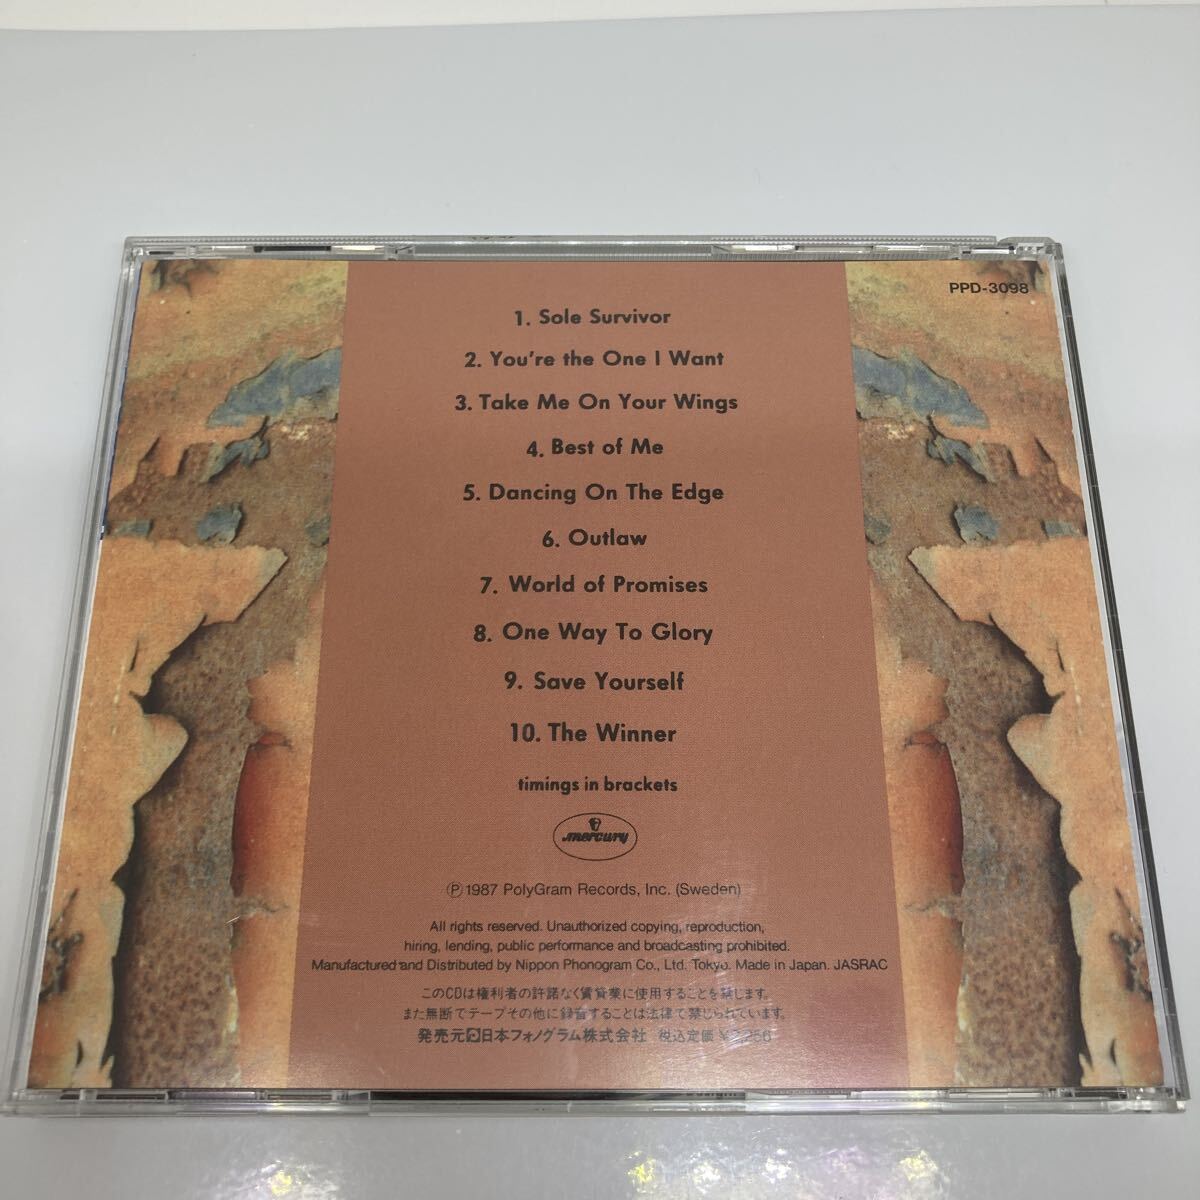 PPD-3098
1. Sole Survivor
2. You're the One I Want
3. Take Me On Your Wings
4. Best of Me
5. Dancing On The Edge
6. Outlaw
7. World of Promises
8. One Way To Glory
9. Save Yourself
10. The Winner
timings in brackets
mercury
Ⓟ 1987 PolyGram Records, Inc. (Sweden)
All rights reserved. Unauthorized copying, reproduction,
hiring, lending, public performance and broadcasting prohibited.
Manufactured and Distributed by Nippon Phonogram Co., Ltd. Tokyo. Made in Japan. JASRAC
このCDは権利者の許諾なく賃貸業に使用することを禁じます。
また無断でテープその他に録音することは法律で禁じられています。
発売元 日本フォノグラム株式会社 税込定価